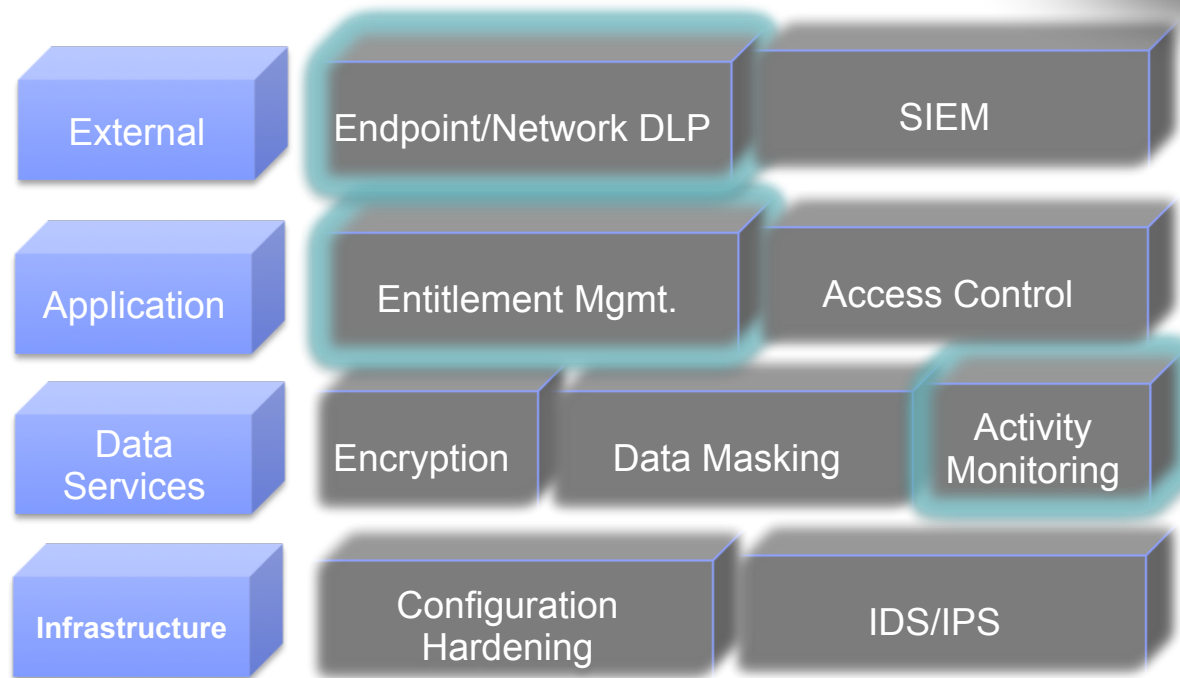 External
Endpoint/Network DLP
SIEM
Application
Entitlement Mgmt.
Access Control
Data
Services
Encryption
Data Masking
Activity
Monitoring
Infrastructure
Configuration
Hardening
IDS/IPS